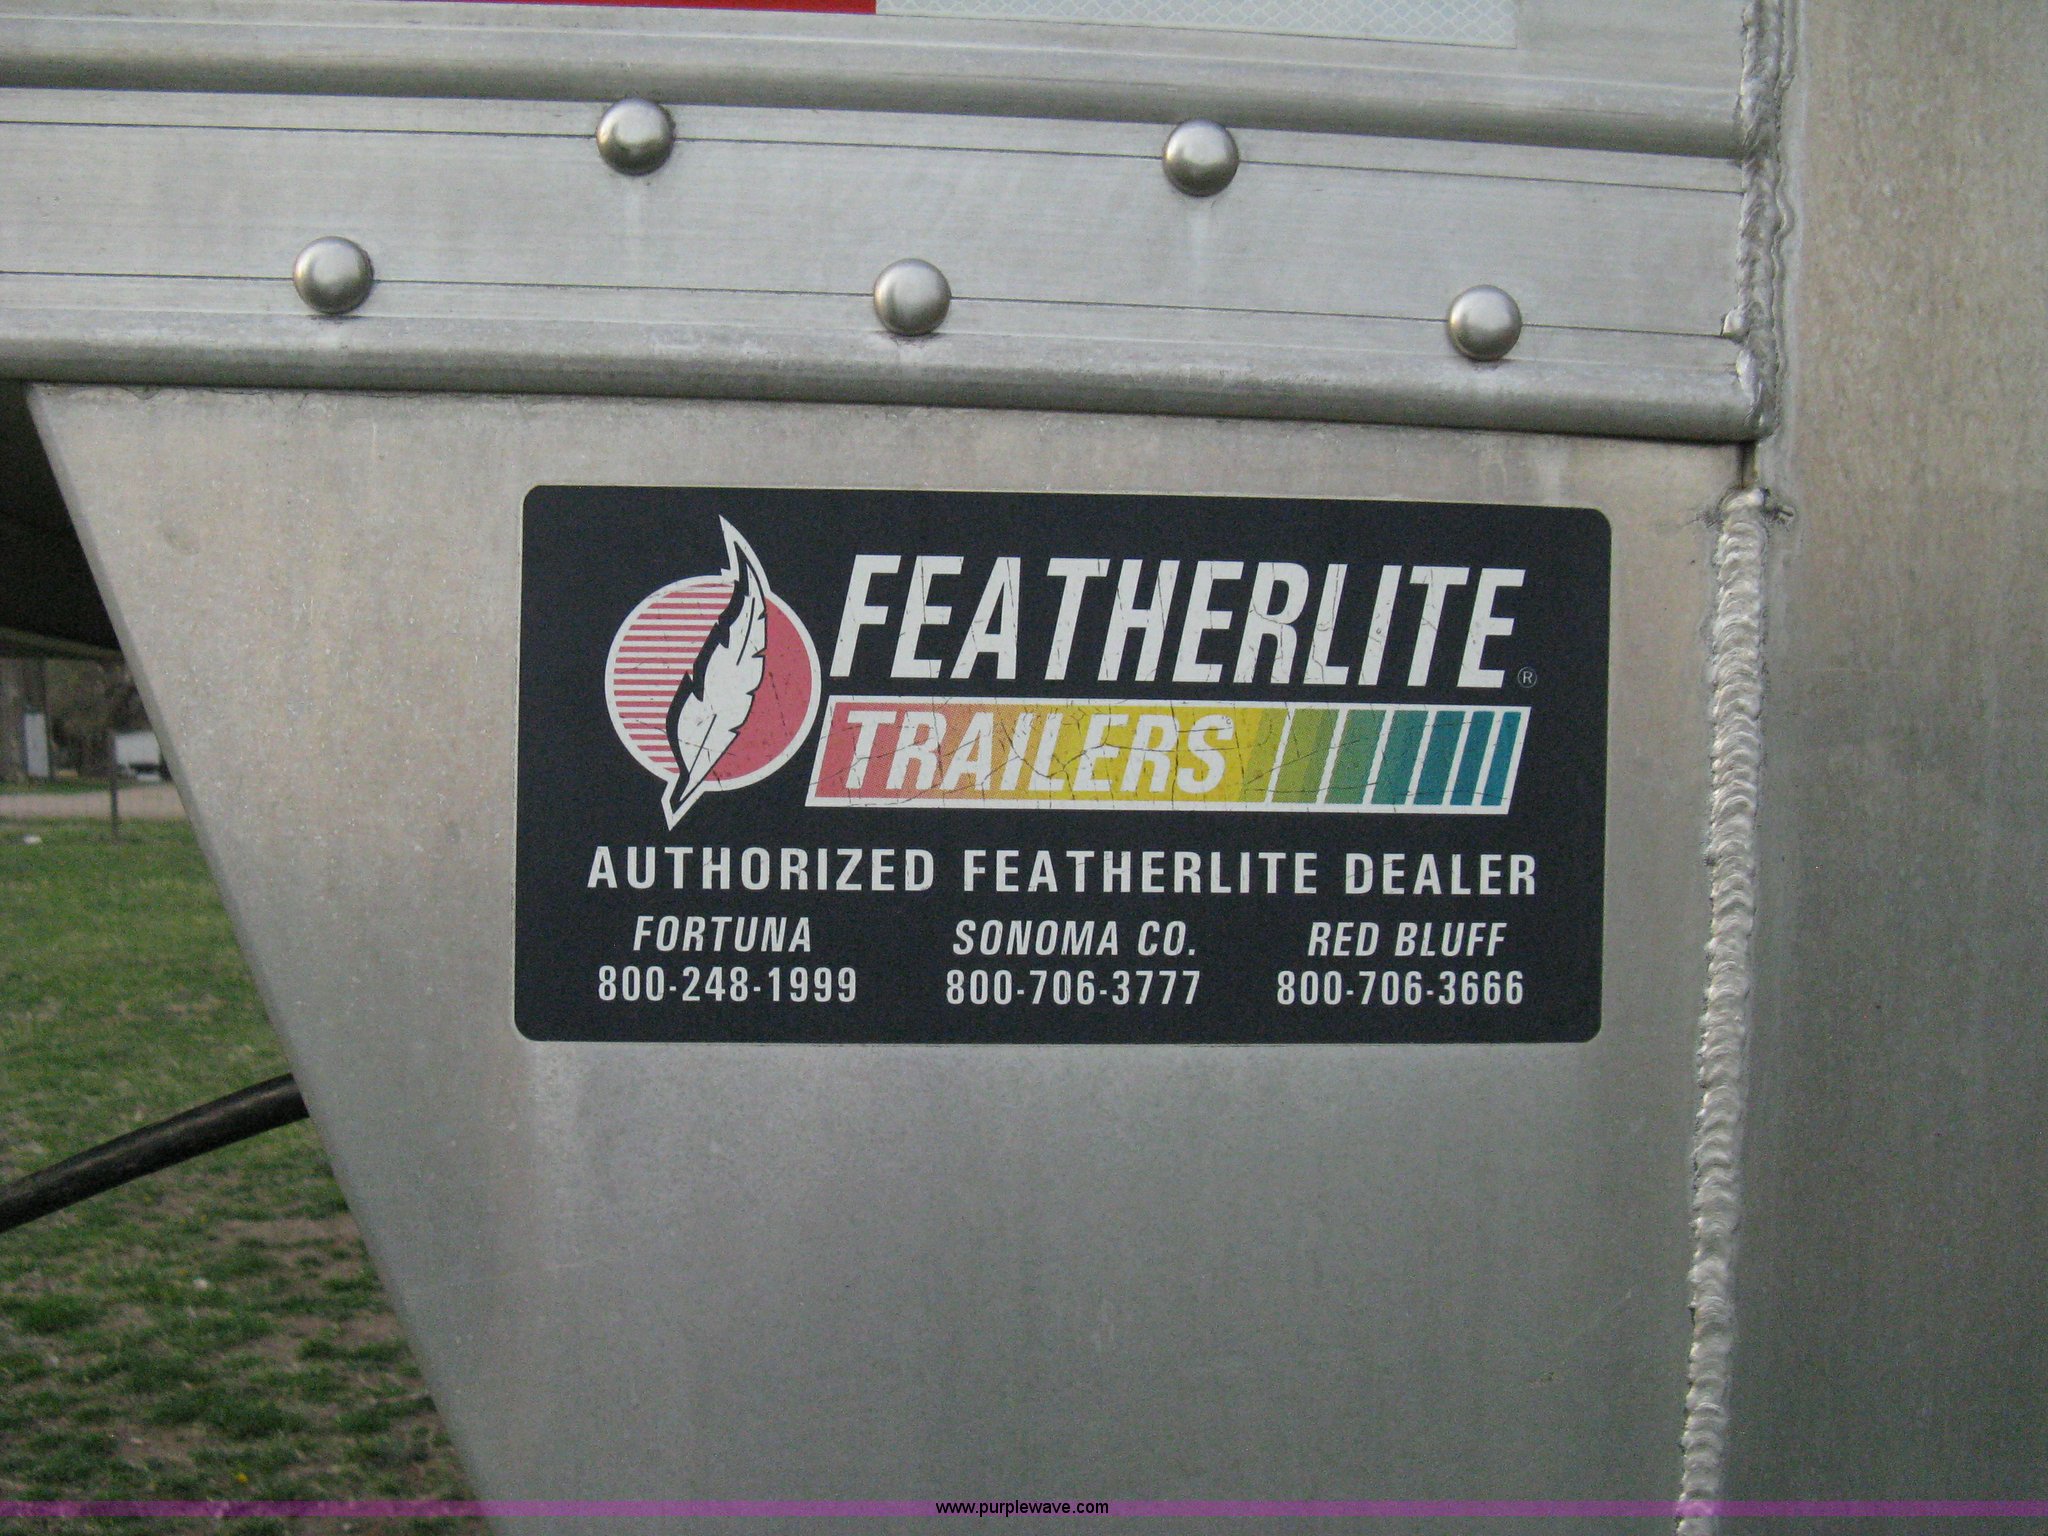 FEATHERLITE®
TRAILERS
AUTHORIZED FEATHERLITE DEALER
FORTUNA SONOMA CO. RED BLUFF
800-248-1999 800-706-3777 800-706-3666
www.purplewave.com